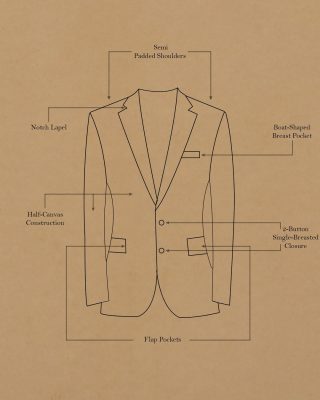 Semi
Padded Shoulders
Notch Lapel
Boat-Shaped
Breast Pocket
Half-Canvas
Construction
2-Button
Single-Breasted
Closure
Flap Pockets